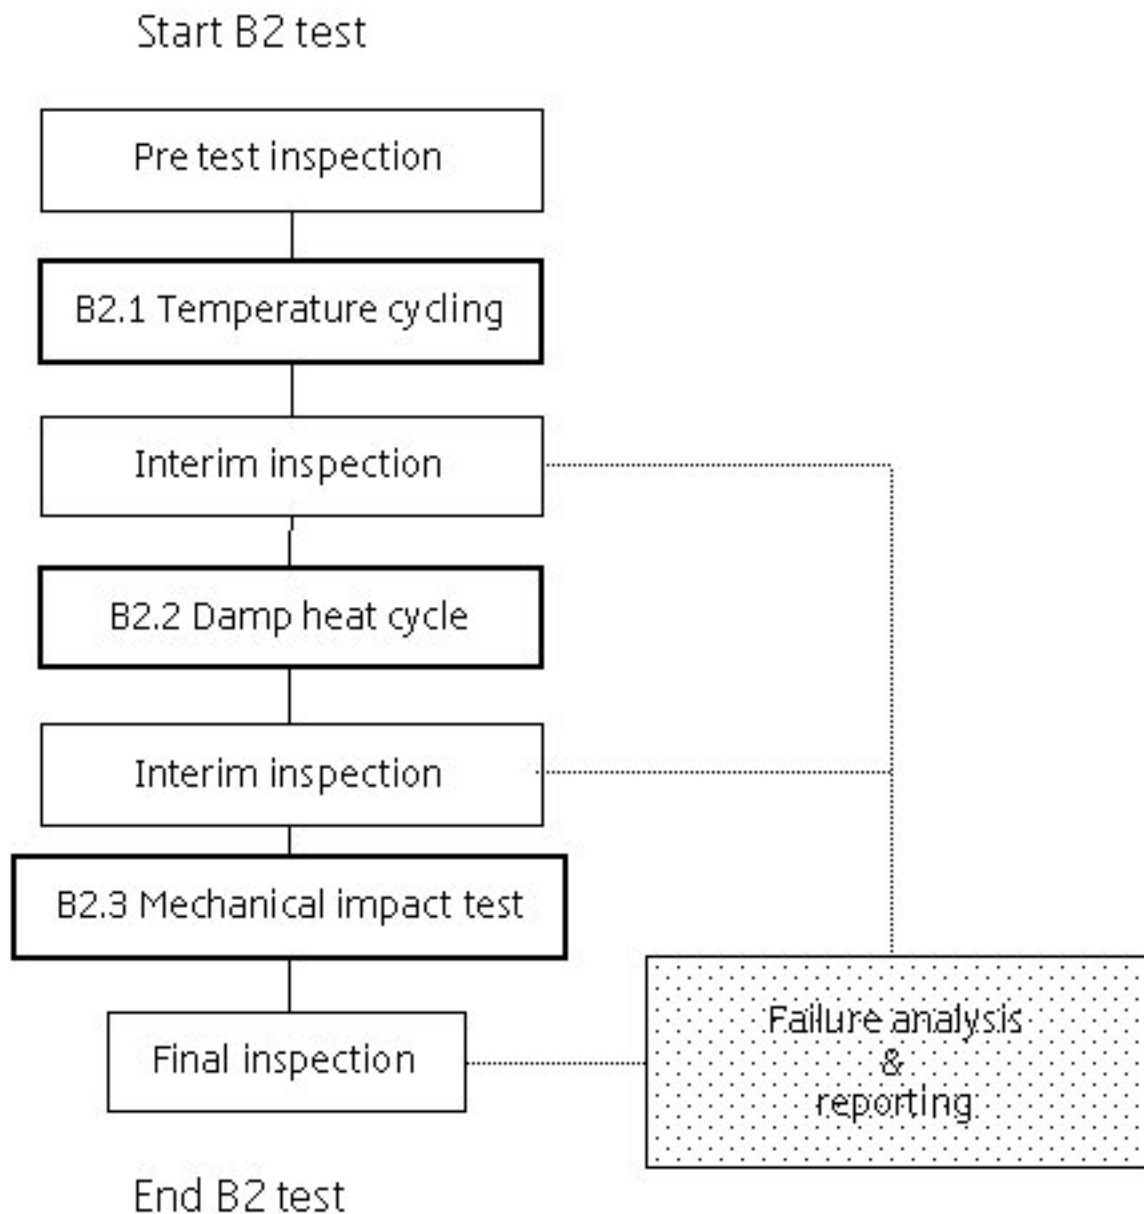 Start B2 test
Pre test inspection
B2.1 Temperature cycling
Interim inspection
B2.2 Damp heat cycle
Interim inspection
B2.3 Mechanical impact test
Final inspection
Failure analysis
&
reporting
End B2 test